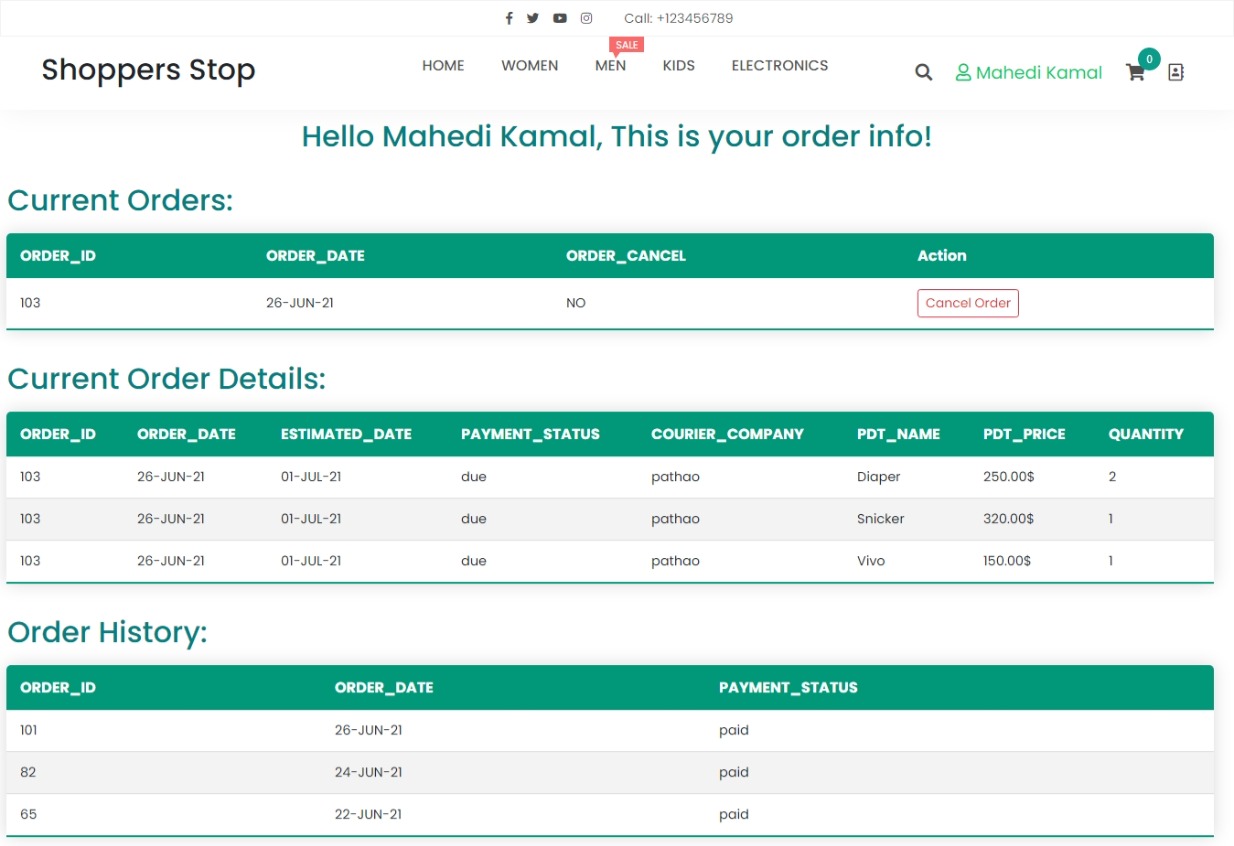 Call: +123456789
SALE
Shoppers Stop HOME WOMEN MEN KIDS ELECTRONICS Mahedi Kamal 0
Hello Mahedi Kamal, This is your order info!
Current Orders:
ORDER_ID ORDER_DATE ORDER_CANCEL Action
103 26-JUN-21 NO Cancel Order
Current Order Details:
ORDER_ID ORDER_DATE ESTIMATED_DATE PAYMENT_STATUS COURIER_COMPANY PDT_NAME PDT_PRICE QUANTITY
103 26-JUN-21 01-JUL-21 due pathao Diaper 250.00$ 2
103 26-JUN-21 01-JUL-21 due pathao Snicker 320.00$ 1
103 26-JUN-21 01-JUL-21 due pathao Vivo 150.00$ 1
Order History:
ORDER_ID ORDER_DATE PAYMENT_STATUS
101 26-JUN-21 paid
82 24-JUN-21 paid
65 22-JUN-21 paid